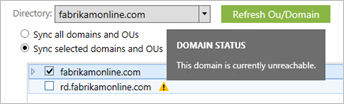 Directory: fabrikamonline.com Refresh Ou/Domain
Sync all domains and OUs
Sync selected domains and OUs
DOMAIN STATUS
This domain is currently unreachable.
fabrikamonline.com
rd.fabrikamonline.com